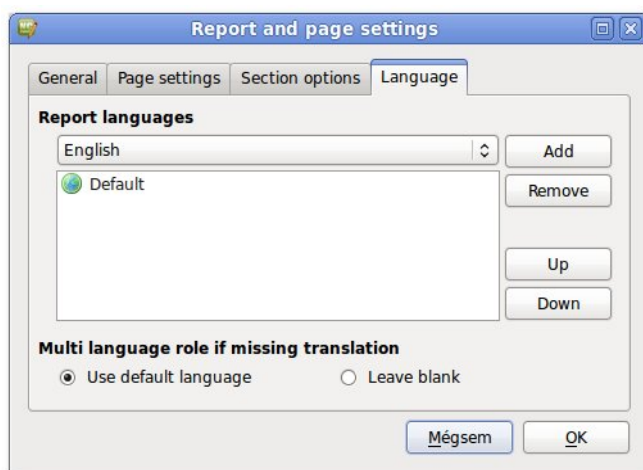 Report and page settings
General Page settings Section options Language
Report languages
English Add
Default Remove
Up
Down
Multi language role if missing translation
Use default language Leave blank
Mégsem OK